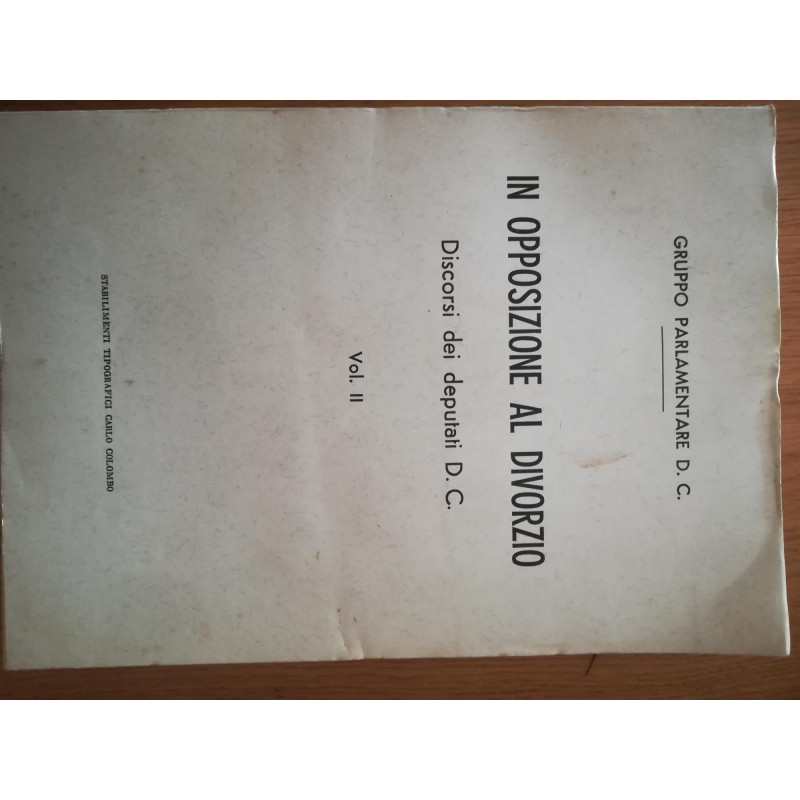 GRUPPO PARLAMENTARE D. C.
IN OPPOSIZIONE AL DIVORZIO
Discorsi dei deputati D. C.
Vol. II
STABILIMENTI TIPOGRAFICI CARLO COLOMBO